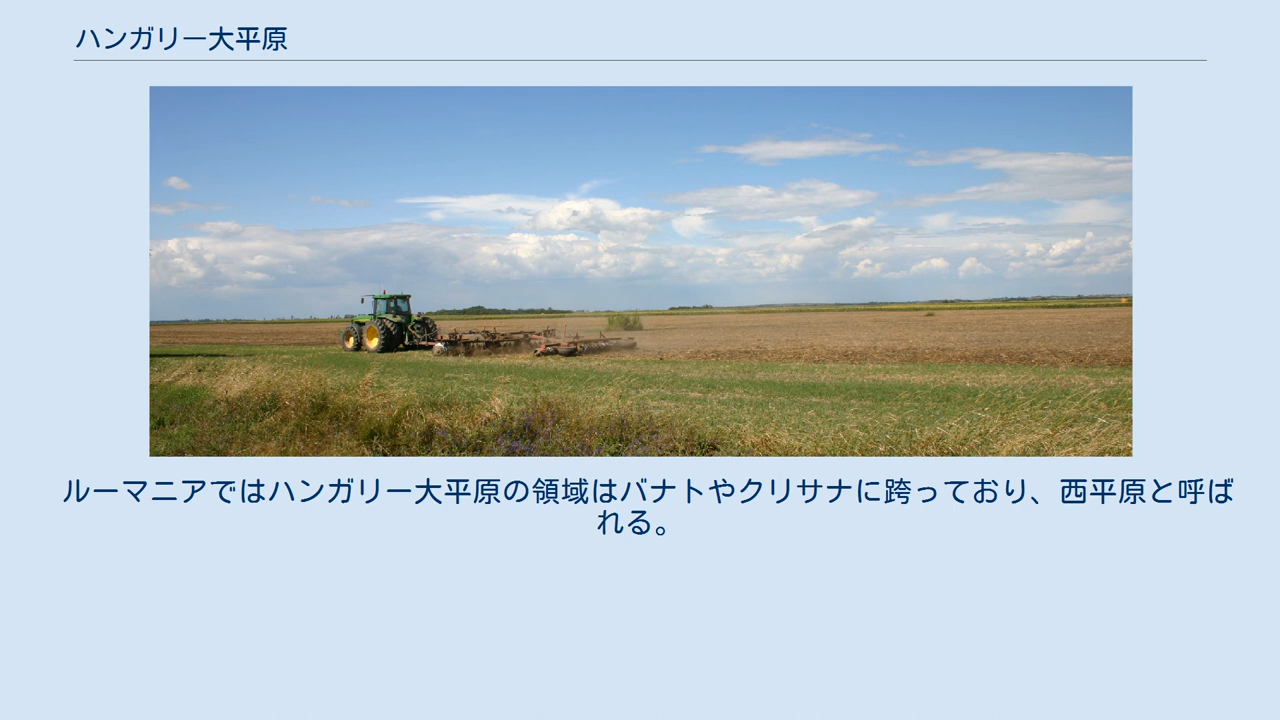 ハンガリー大平原
ルーマニアではハンガリー大平原の領域はバナトやクリサナに跨っており、西平原と呼ば
れる。